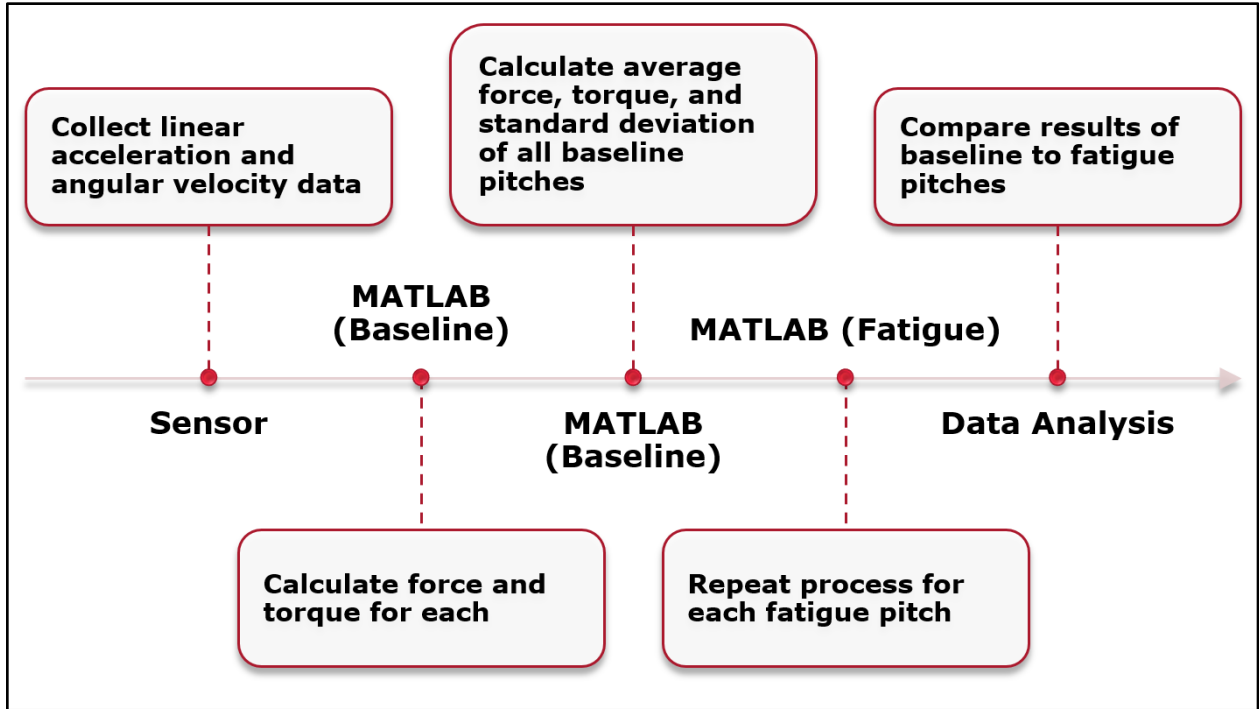 Collect linear
acceleration and
angular velocity data
Calculate average
force, torque, and
standard deviation
of all baseline
pitches
Compare results of
baseline to fatigue
pitches
MATLAB
(Baseline)
MATLAB (Fatigue)
Sensor
MATLAB
(Baseline)
Data Analysis
Calculate force and
torque for each
Repeat process for
each fatigue pitch